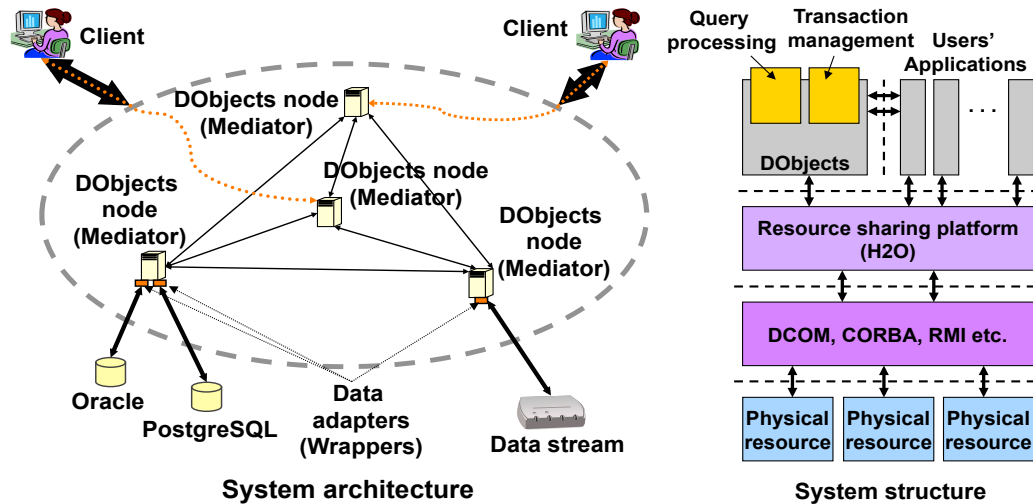 Client
Client
DObjects node
(Mediator)
DObjects node
(Mediator)
DObjects
node
(Mediator)
DObjects
node
(Mediator)
Oracle
PostgreSQL
Data
adapters
(Wrappers)
Data stream
System architecture
Query
processing
Transaction
management
Users'
Applications
. . .
DObjects
Resource sharing platform
(H2O)
DCOM, CORBA, RMI etc.
Physical
resource
Physical
resource
Physical
resource
System structure